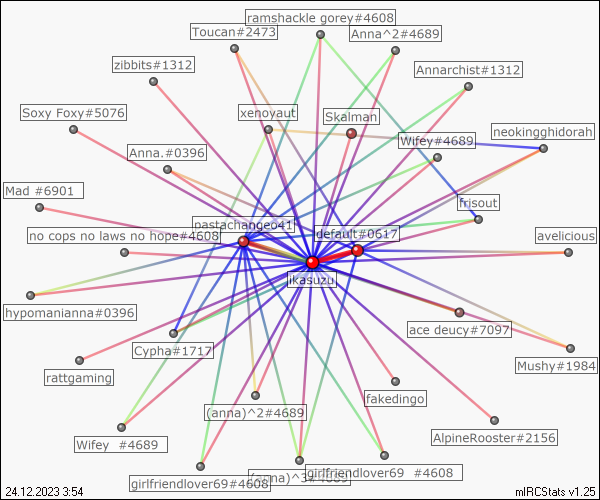 ramshackle gorey#4608
Toucan#2473
Anna^2#4689
zibbits#1312
Annarchist#1312
Soxy Foxy#5076
xenoyaut
Skalman
neokingghidorah
Wifey#4689
Anna.#0396
Mad #6901
frisout
pastachangeo41
no cops no laws no hope#4608
default#0617
avelicious
ikasuzu
hypomanianna#0396
ace deucy#7097
Cypha#1717
Mushy#1984
rattgaming
fakedingo
(anna)^2#4689
AlpineRooster#2156
Wifey  #4689
girlfriendlover69  #4608
girlfriendlover#4608
(anna)^3#4689
24.12.2023 3:54
mIRCStats v1.25